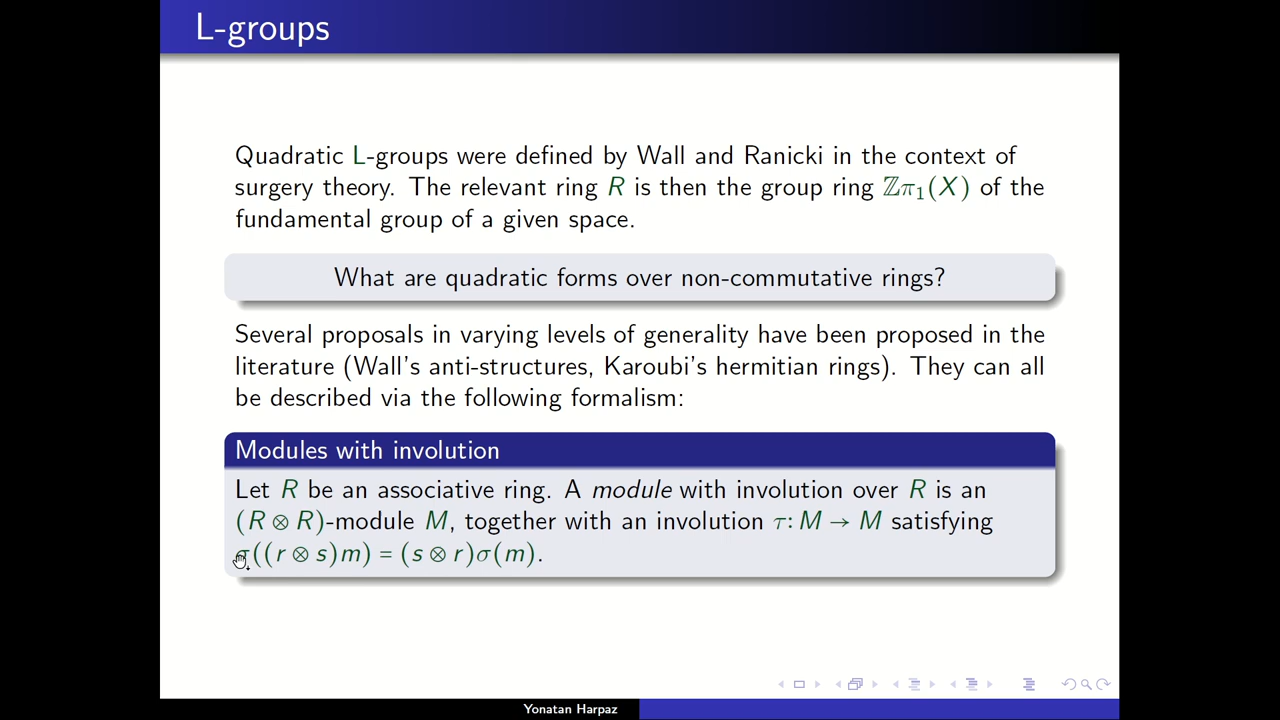 L-groups
Quadratic L-groups were defined by Wall and Ranicki in the context of
surgery theory. The relevant ring R is then the group ring ℤπ₁(X) of the
fundamental group of a given space.
What are quadratic forms over non-commutative rings?
Several proposals in varying levels of generality have been proposed in the
literature (Wall's anti-structures, Karoubi's hermitian rings). They can all
be described via the following formalism:
Modules with involution
Let R be an associative ring. A module with involution over R is an
(R ⊗ R)-module M, together with an involution τ: M → M satisfying
σ((r ⊗ s)m) = (s ⊗ r)σ(m).
Yonatan Harpaz